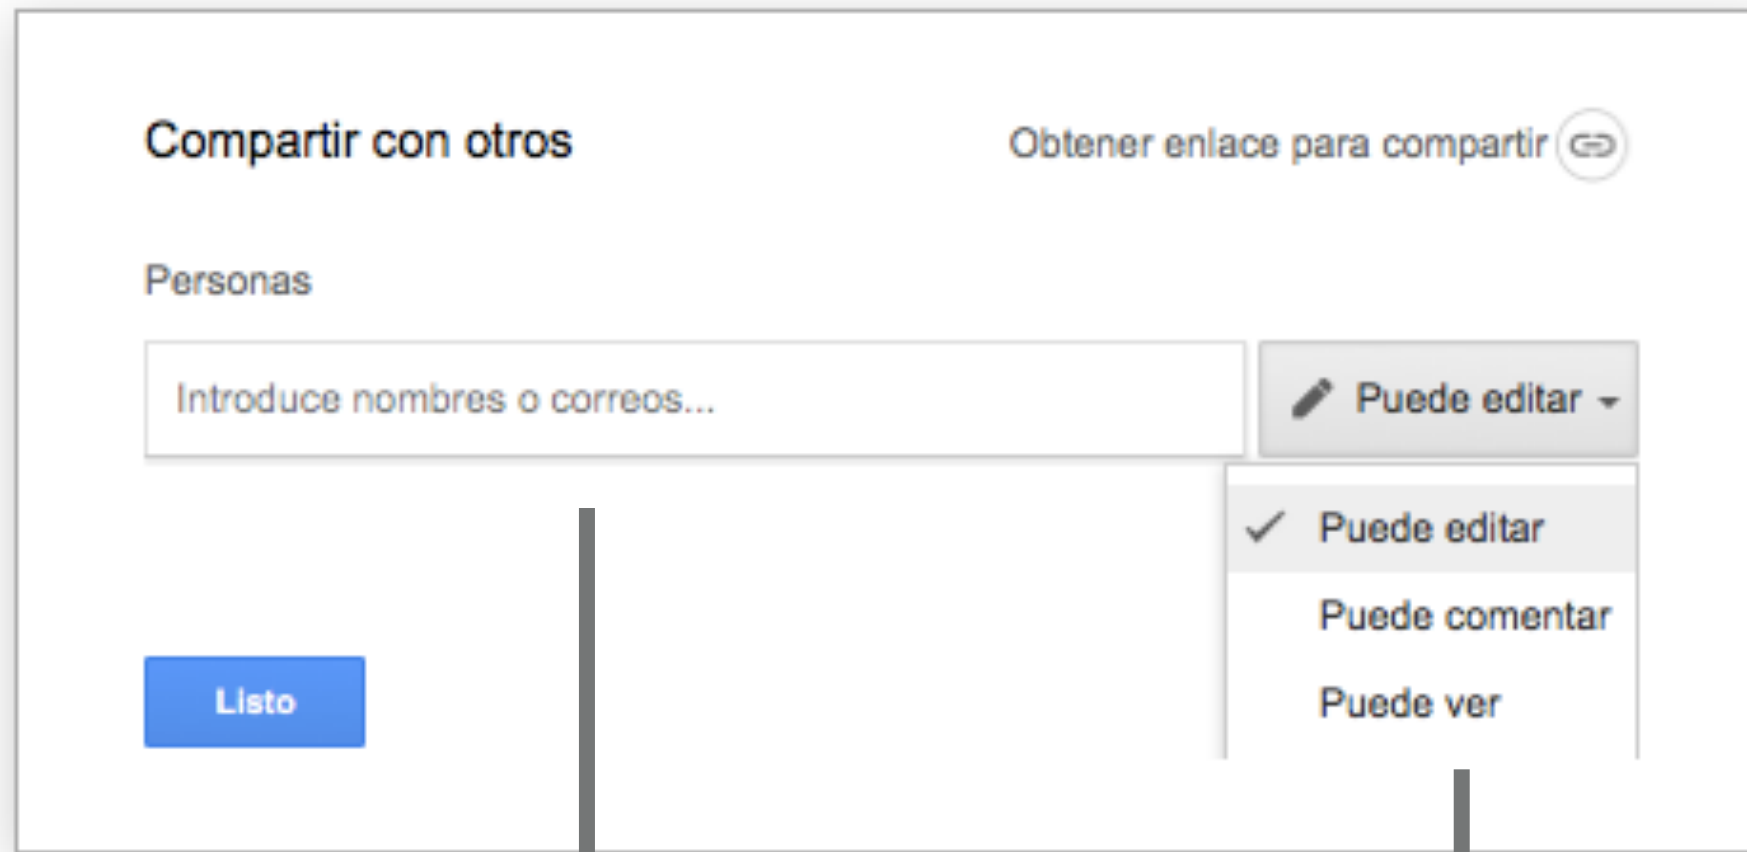 Compartir con otros
Obtener enlace para compartir
Personas
Introduce nombres o correos...
Puede editar
Puede editar
Puede comentar
Puede ver
Listo